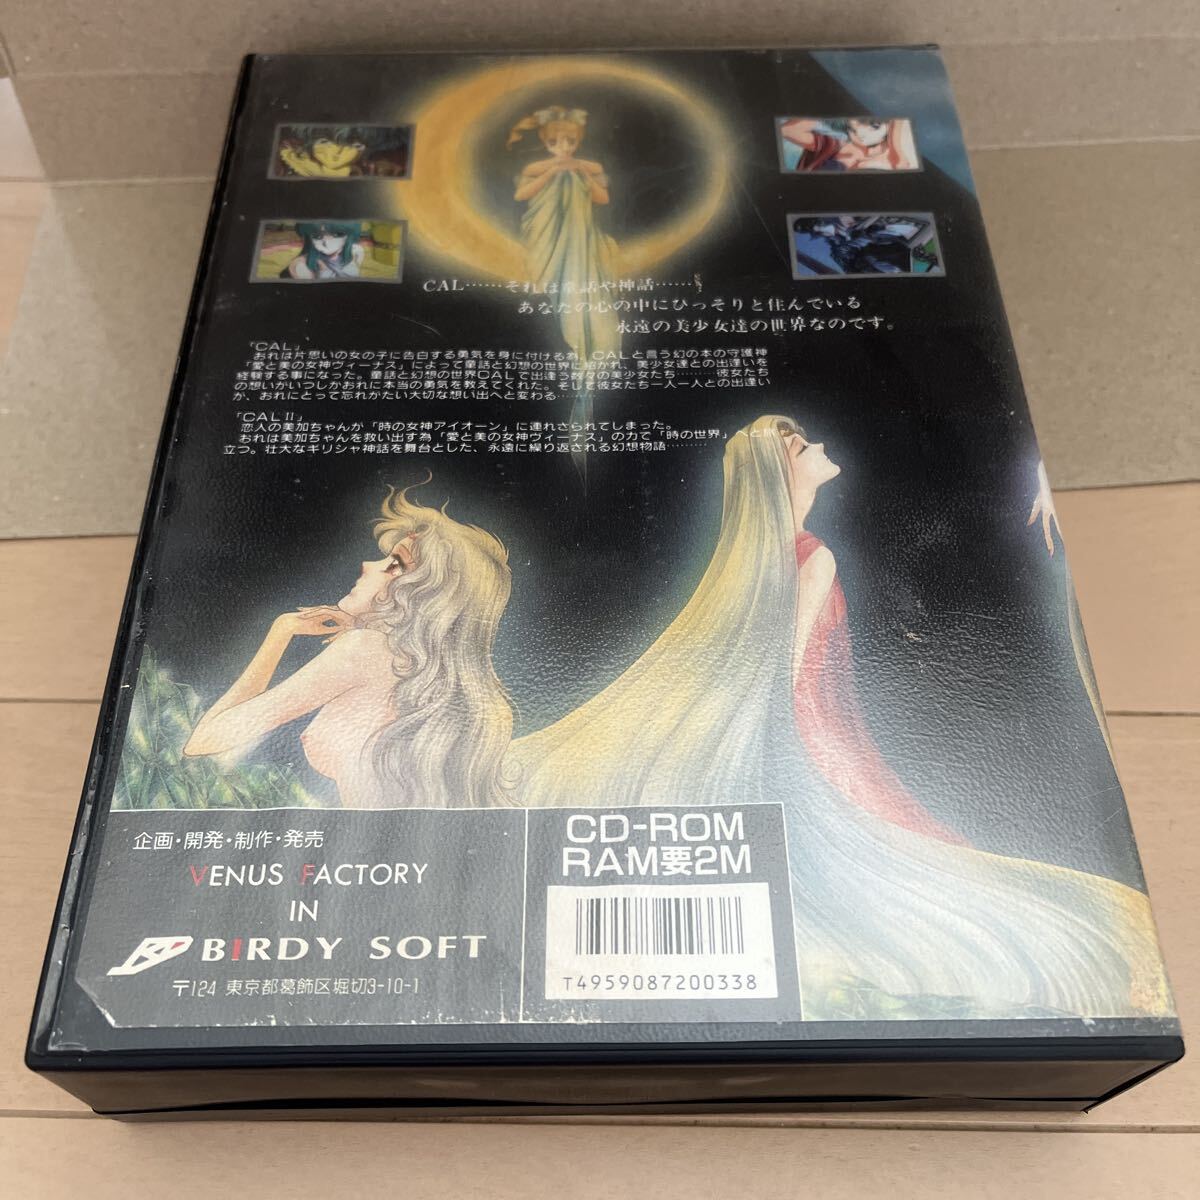 CAL……それは童話や神話……
あなたの心の中にひっそりと住んでいる
永遠の美少女達の世界なのです。
「CAL」
おれは片思いの女の子に告白する勇気を身に付ける為、CALと言う幻の本の守護神
「愛と美の女神ヴィーナス」によって童話と幻想の世界に招かれ、美少女達との出逢いを
経験する事になった。童話と幻想の世界CALで出逢う数々の美少女たち………彼女たち
の想いがいつしかおれに本当の勇気を教えてくれた。そして彼女たち一人一人との出逢い
が、おれにとって忘れがたい大切な想い出へと変わる………
「CAL II」
恋人の美加ちゃんが「時の女神アイオーン」に連れさられてしまった。
おれは美加ちゃんを救い出す為「愛と美の女神ヴィーナス」の力で「時の世界」へと旅
立つ。壮大なギリシャ神話を舞台とした、永遠に繰り返される幻想物語………
企画・開発・制作・発売
VENUS FACTORY
IN
BIRDY SOFT
〒124 東京都葛飾区堀切3-10-1
CD-ROM
RAM要2M
T4959087200338